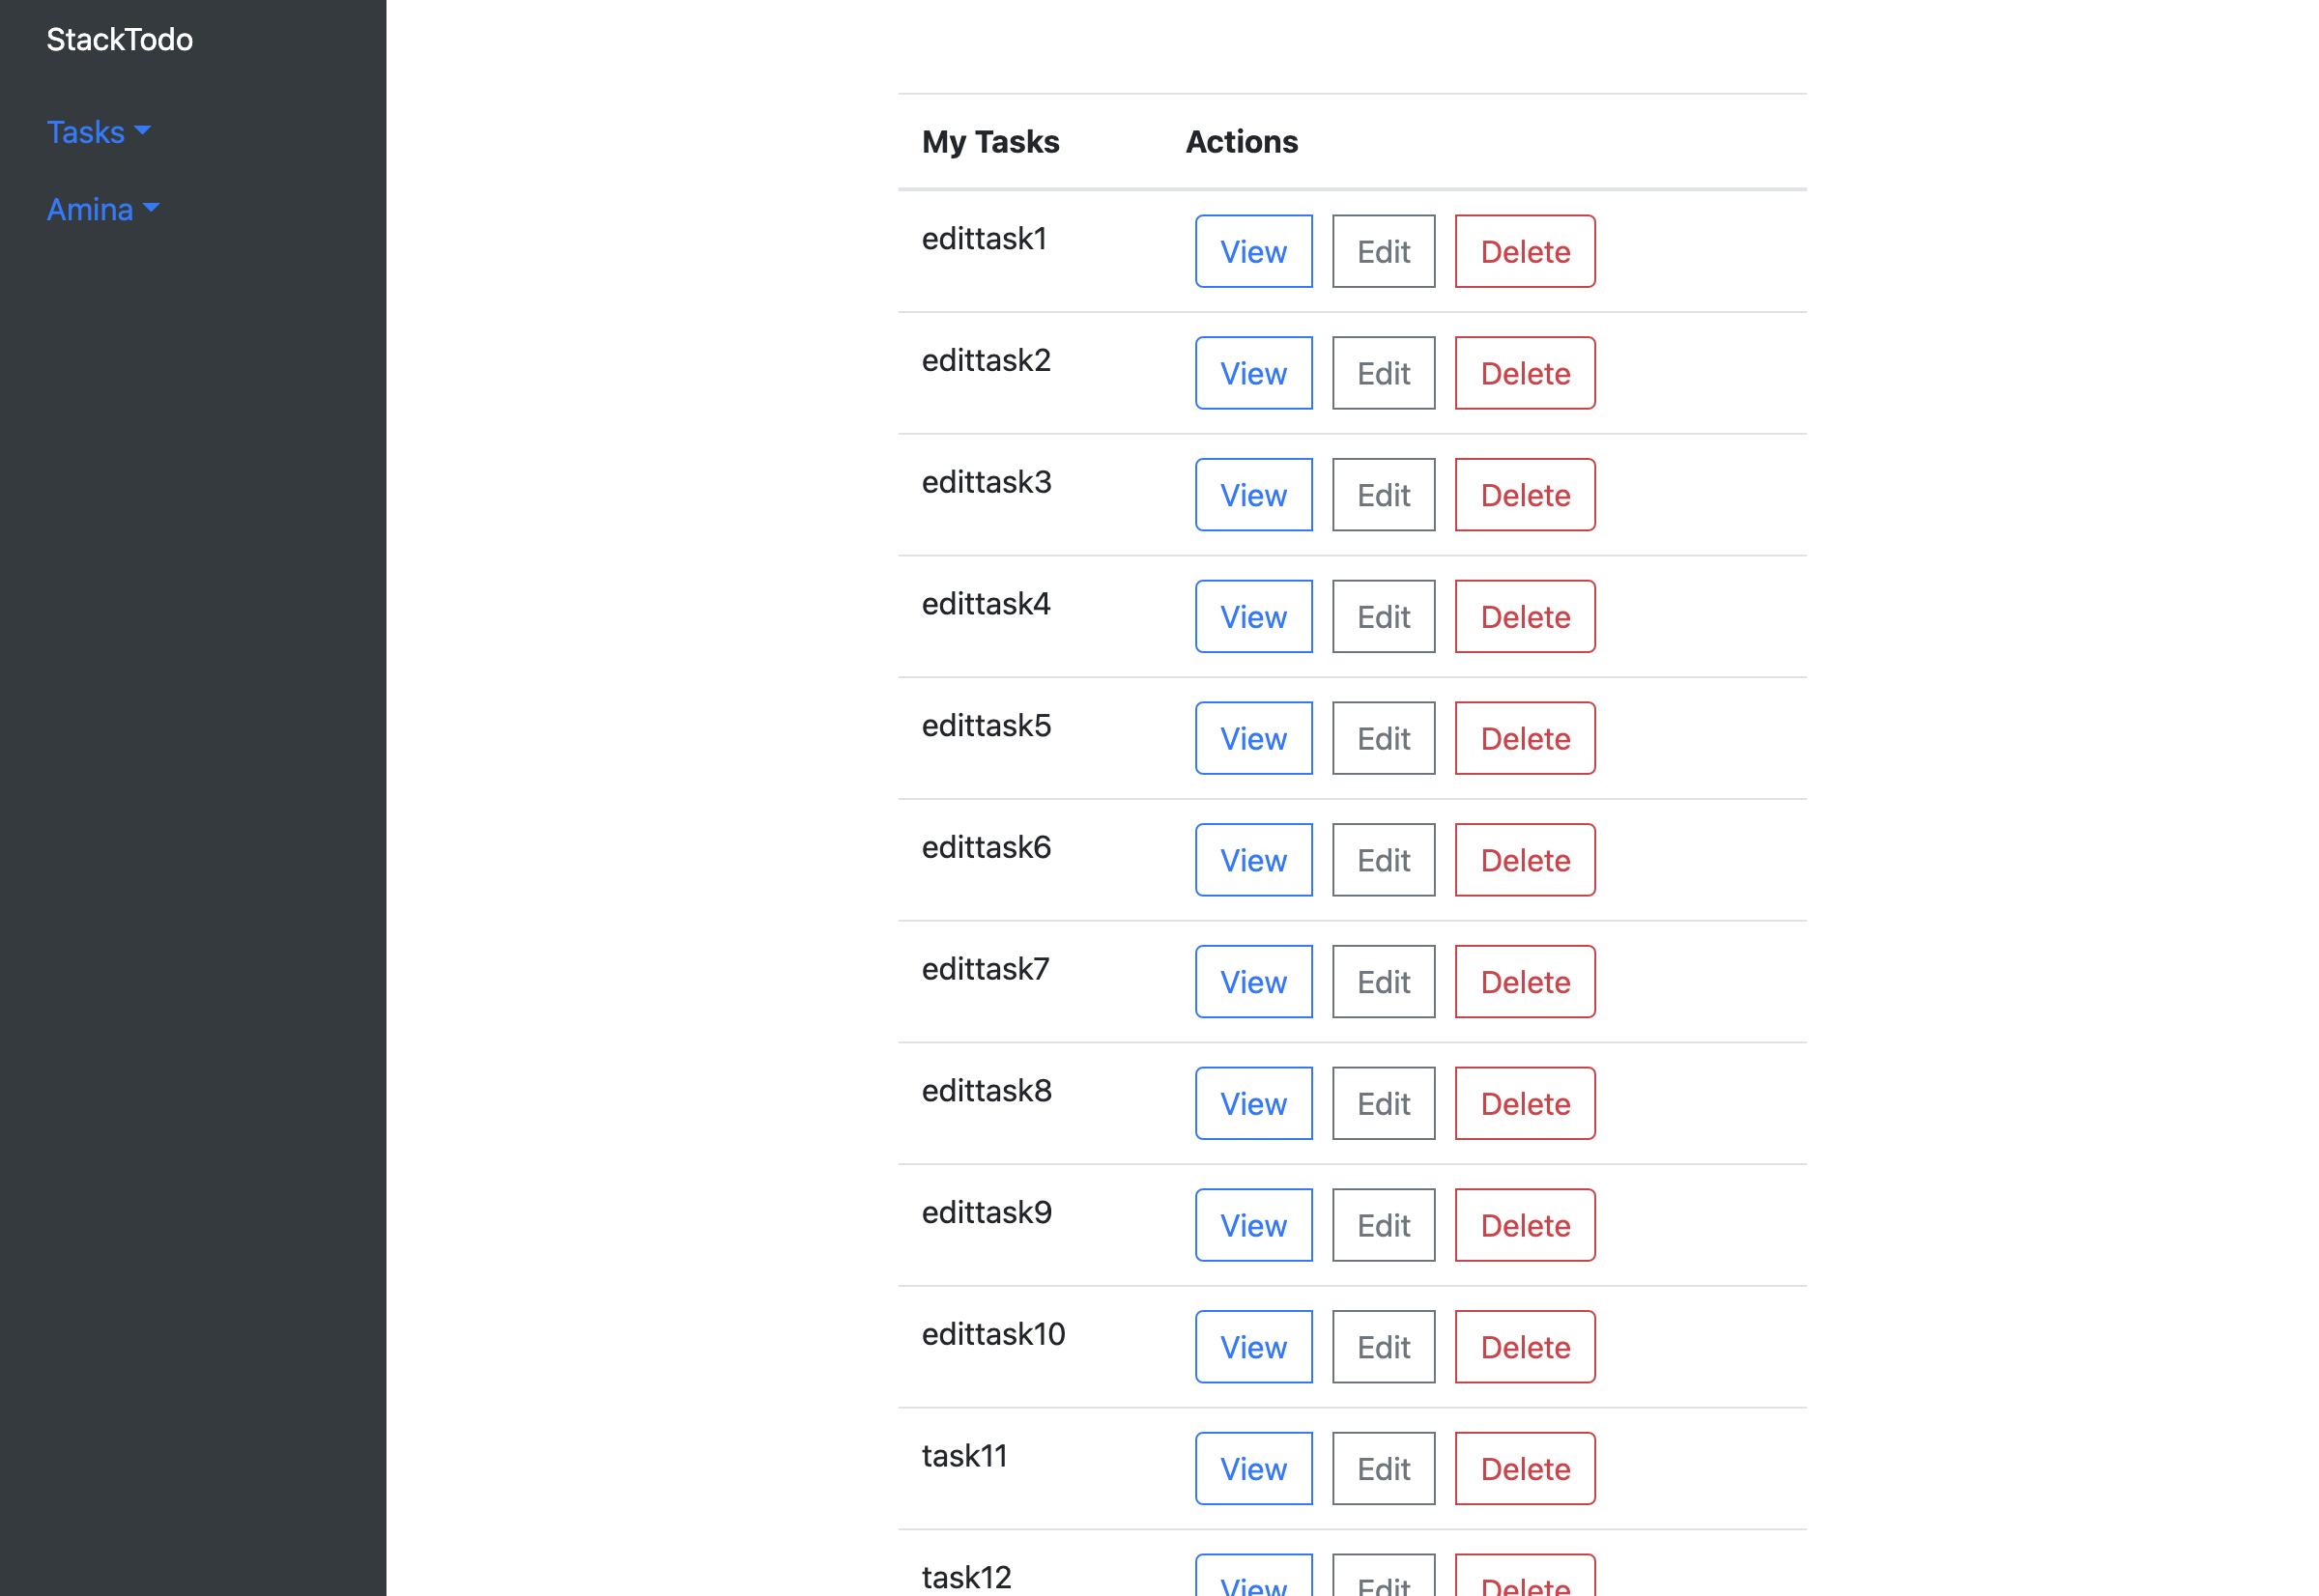 StackTodo
Tasks
Amina
My Tasks Actions
edittask1 View Edit Delete
edittask2 View Edit Delete
edittask3 View Edit Delete
edittask4 View Edit Delete
edittask5 View Edit Delete
edittask6 View Edit Delete
edittask7 View Edit Delete
edittask8 View Edit Delete
edittask9 View Edit Delete
edittask10 View Edit Delete
task11 View Edit Delete
task12 View Edit Delete